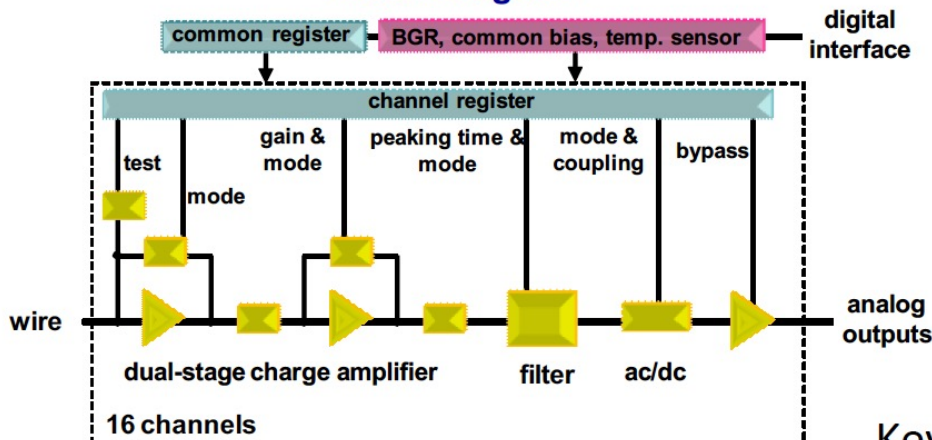 common register
BGR, common bias, temp. sensor
digital
interface
channel register
test
mode
gain &
mode
peaking time &
mode
mode &
coupling
bypass
wire
analog
outputs
dual-stage charge amplifier
filter
ac/dc
16 channels